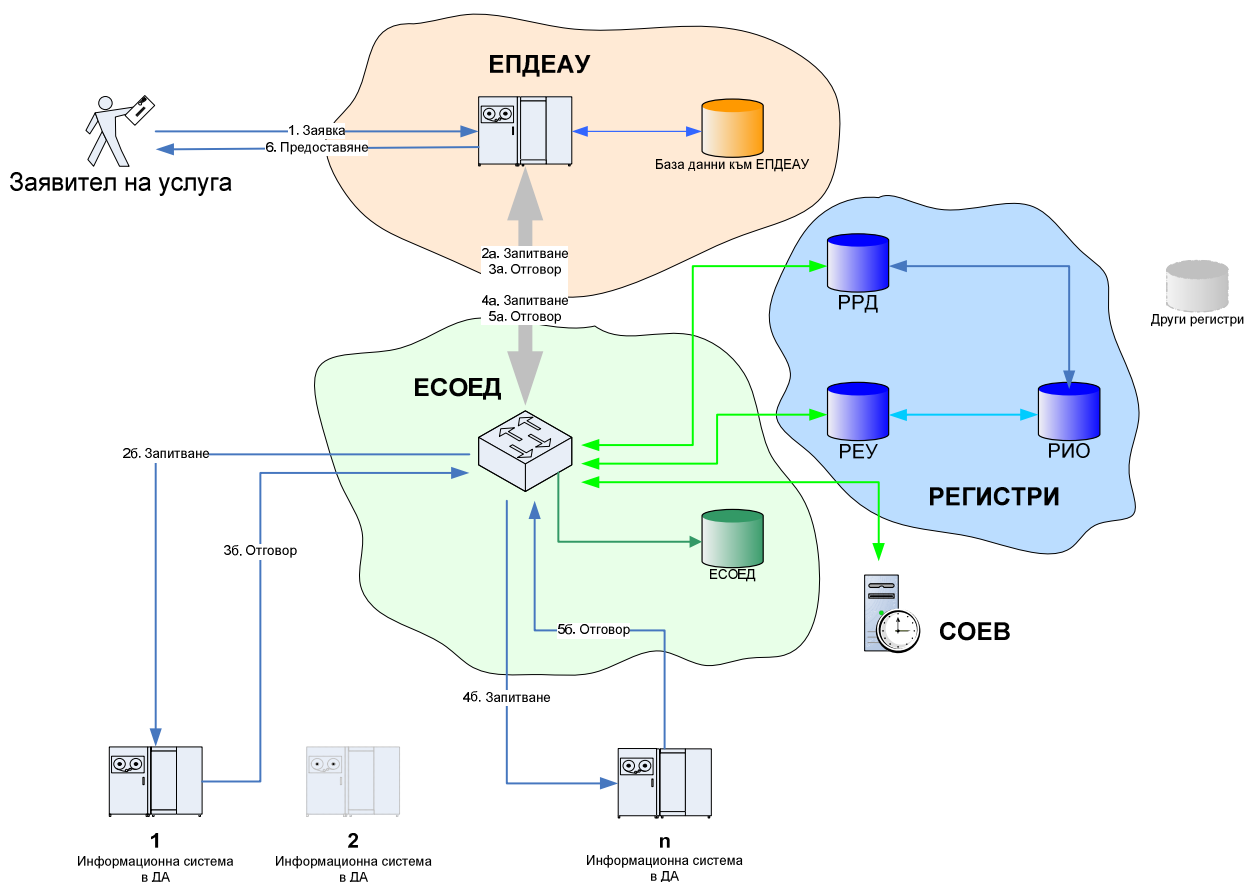 ЕПДЕАУ
1. Заявка
6. Предоставяне
База данни към ЕПДЕАУ
Заявител на услуга
2а. Запитване
3а. Отговор
4а. Запитване
5а. Отговор
РРД
Други регистри
ЕСОЕД
РЕУ
РИО
РЕГИСТРИ
2б. Запитване
3б. Отговор
ЕСОЕД
5б. Отговор
СОЕВ
4б. Запитване
1
Информационна система
в ДА
2
Информационна система
в ДА
n
Информационна система
в ДА